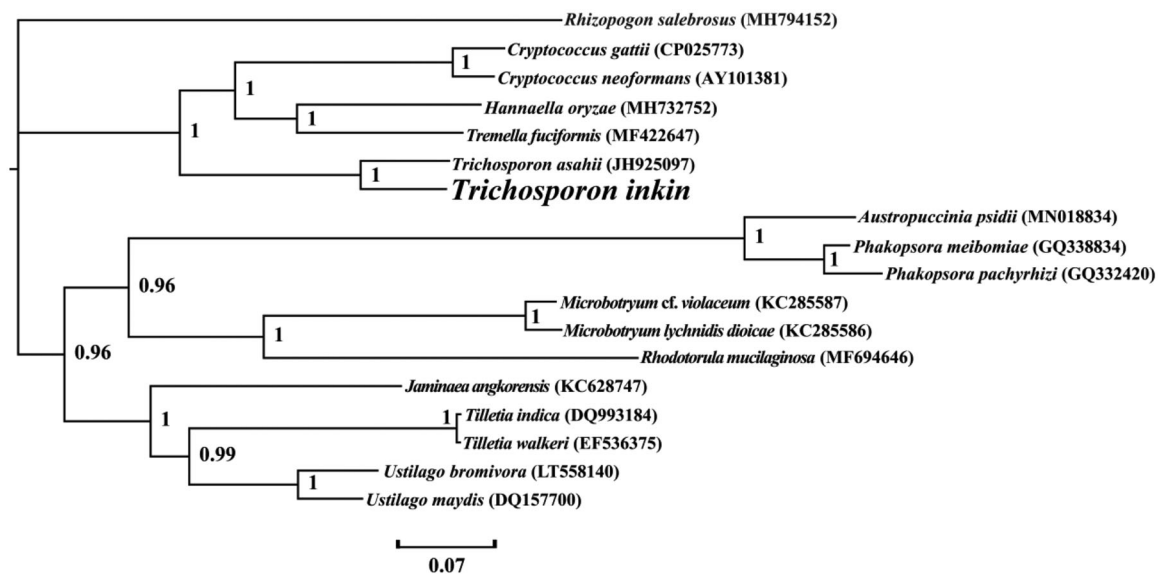 Rhizopogon salebrosus (MH794152)
Cryptococcus gattii (CP025773)
1
Cryptococcus neoformans (AY101381)
1
Hannaella oryzae (MH732752)
1
Tremella fuciformis (MF422647)
1
Trichosporon asahii (JH925097)
1
Trichosporon inkin
Austropuccinia psidii (MN018834)
1
Phakopsora meibomiae (GQ338834)
1
Phakopsora pachyrhizi (GQ332420)
0.96
Microbotryum cf. violaceum (KC285587)
1
Microbotryum lychnidis dioicae (KC285586)
1
0.96
Rhodotorula mucilaginosa (MF694646)
Jaminaea angkorensis (KC628747)
1
Tilletia indica (DQ993184)
1
Tilletia walkeri (EF536375)
0.99
Ustilago bromivora (LT558140)
1
Ustilago maydis (DQ157700)
0.07